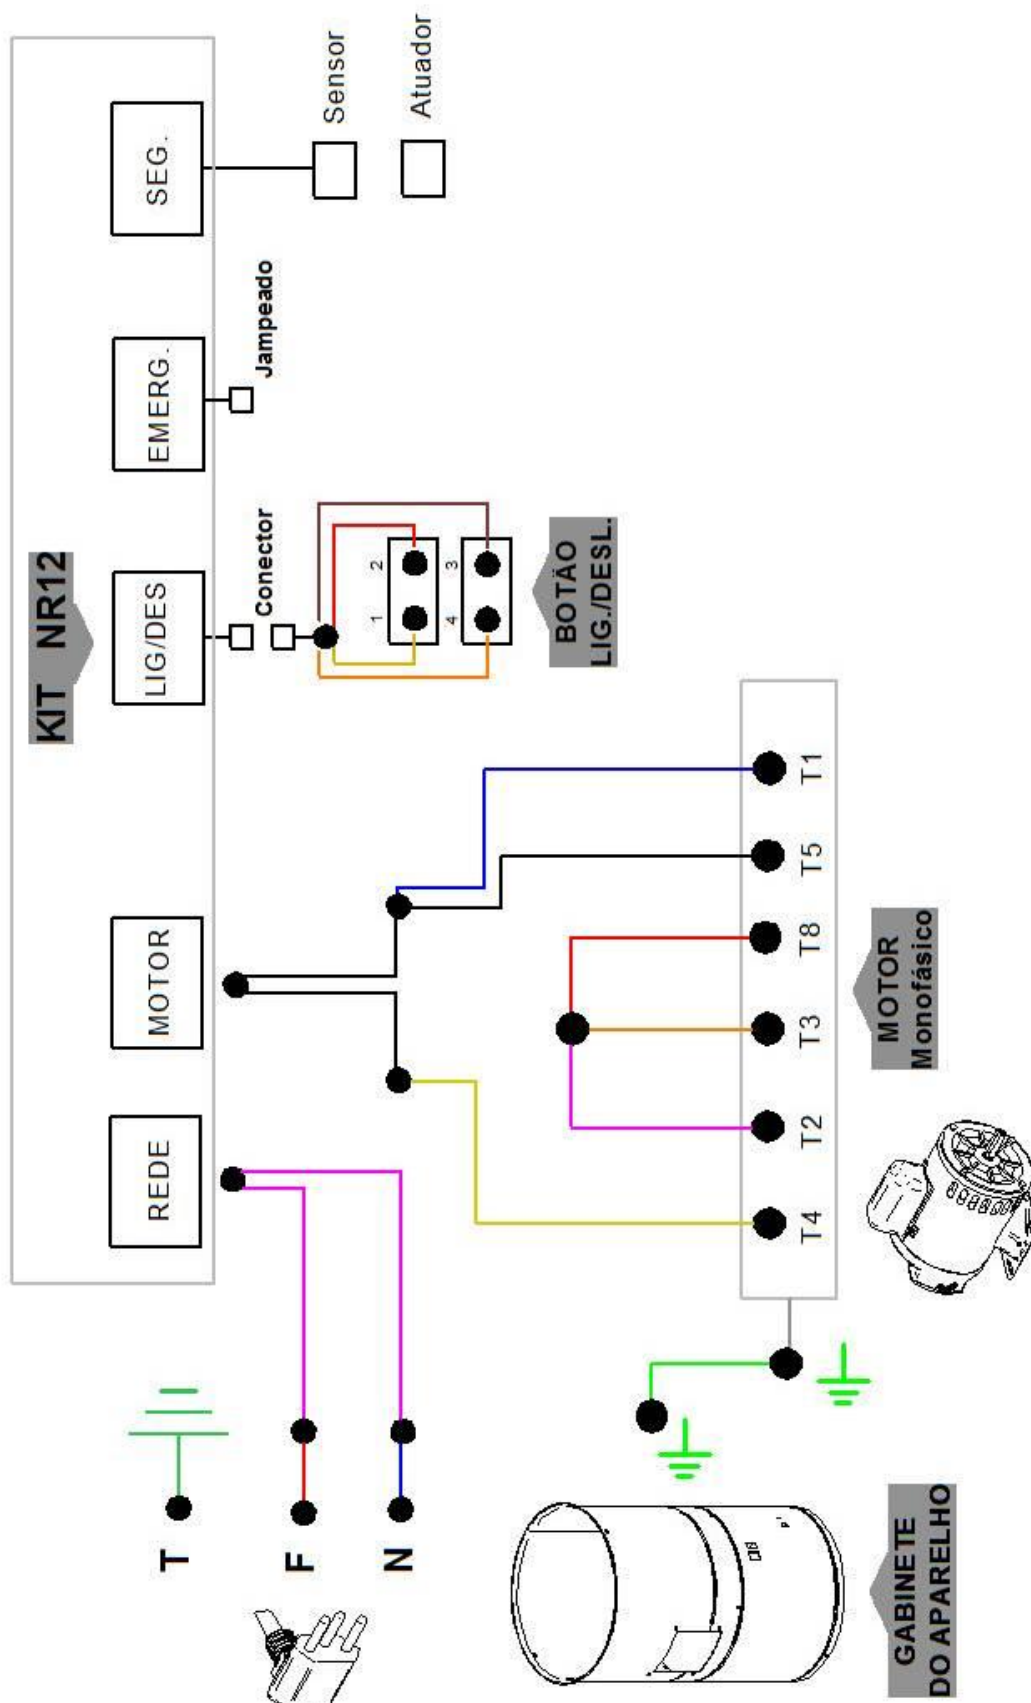 KIT NR12
REDE
MOTOR
LIG/DES
EMERG.
SEG.
Conector
Jampeado
Sensor
Atuador
T
F
N
1
2
4
3
BOTÃO
LIG./DESL.
T4
T2
T3
T8
T5
T1
MOTOR
Monofásico
GABINETE
DO APARELHO